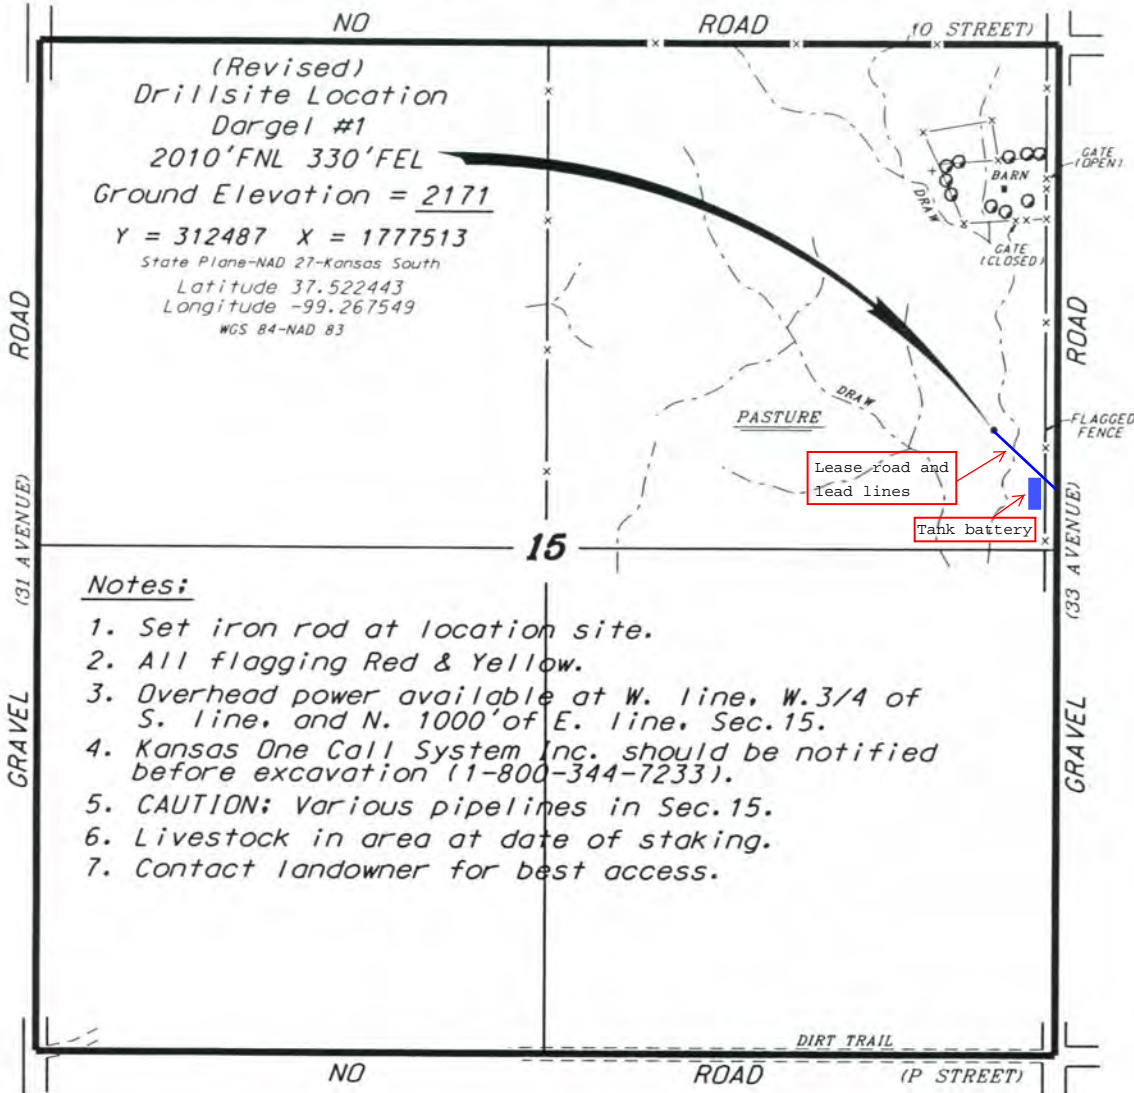 NO ROAD (O STREET)
(Revised)
Drillsite Location
Dargel #1
2010'FNL 330'FEL
Ground Elevation = 2171
Y = 312487 X = 1777513
State Plane-NAD 27-Kansas South
Latitude 37.522443
Longitude -99.267549
WGS 84-NAD 83
GATE
(OPEN)
BARN
DRAW
GATE
(CLOSED)
ROAD
ROAD
DRAW
PASTURE
FLAGGED
FENCE
Lease road and
lead lines
Tank battery
(31 AVENUE)
(33 AVENUE)
15
Notes:
1. Set iron rod at location site.
2. All flagging Red & Yellow.
3. Overhead power available at W. line, W.3/4 of
S. line, and N. 1000'of E. line, Sec.15.
4. Kansas One Call System Inc. should be notified
before excavation (1-800-344-7233).
5. CAUTION: Various pipelines in Sec.15.
6. Livestock in area at date of staking.
7. Contact landowner for best access.
GRAVEL
GRAVEL
DIRT TRAIL
NO ROAD (P STREET)